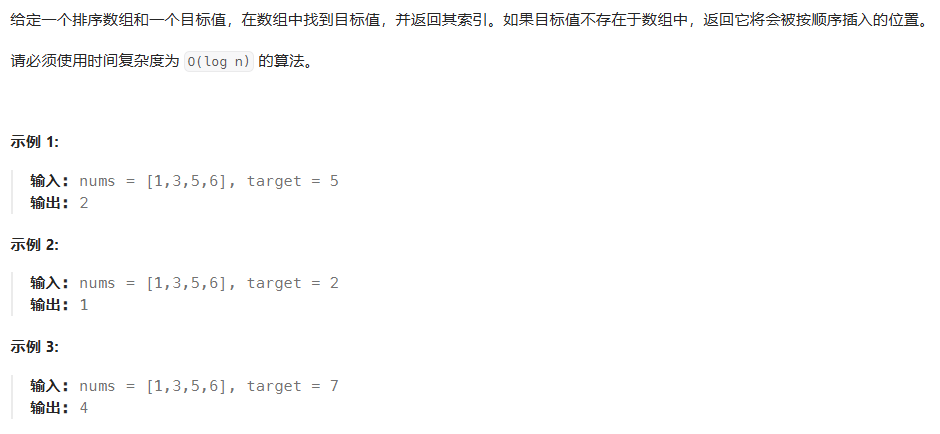 给定一个排序数组和一个目标值，在数组中找到目标值，并返回其索引。如果目标值不存在于数组中，返回它将会被按顺序插入的位置。
请必须使用时间复杂度为 O(log n) 的算法。
示例 1:
输入: nums = [1,3,5,6], target = 5
输出: 2
示例 2:
输入: nums = [1,3,5,6], target = 2
输出: 1
示例 3:
输入: nums = [1,3,5,6], target = 7
输出: 4